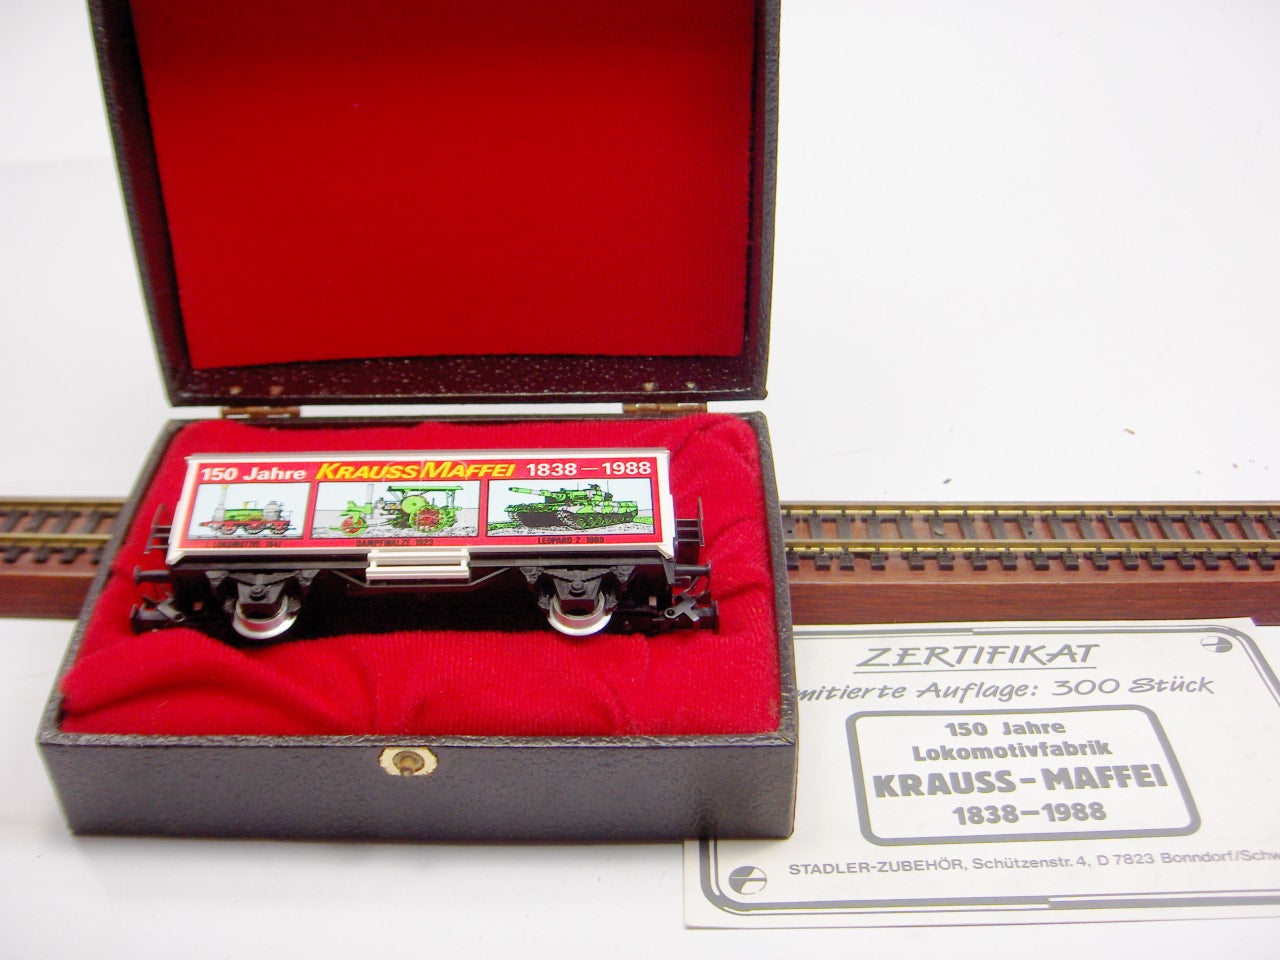 150 Jahre KRAUSS MAFFEI 1838 – 1988
LOKOMOTIVE 1841
DAMPFWALZE 1923
LEOPARD 2 1988
ZERTIFIKAT
mitierte Auflage: 300 Stück
150 Jahre
Lokomotivfabrik
KRAUSS-MAFFEI
1838–1988
STADLER-ZUBEHÖR, Schützenstr. 4, D 7823 Bonndorf/Schw